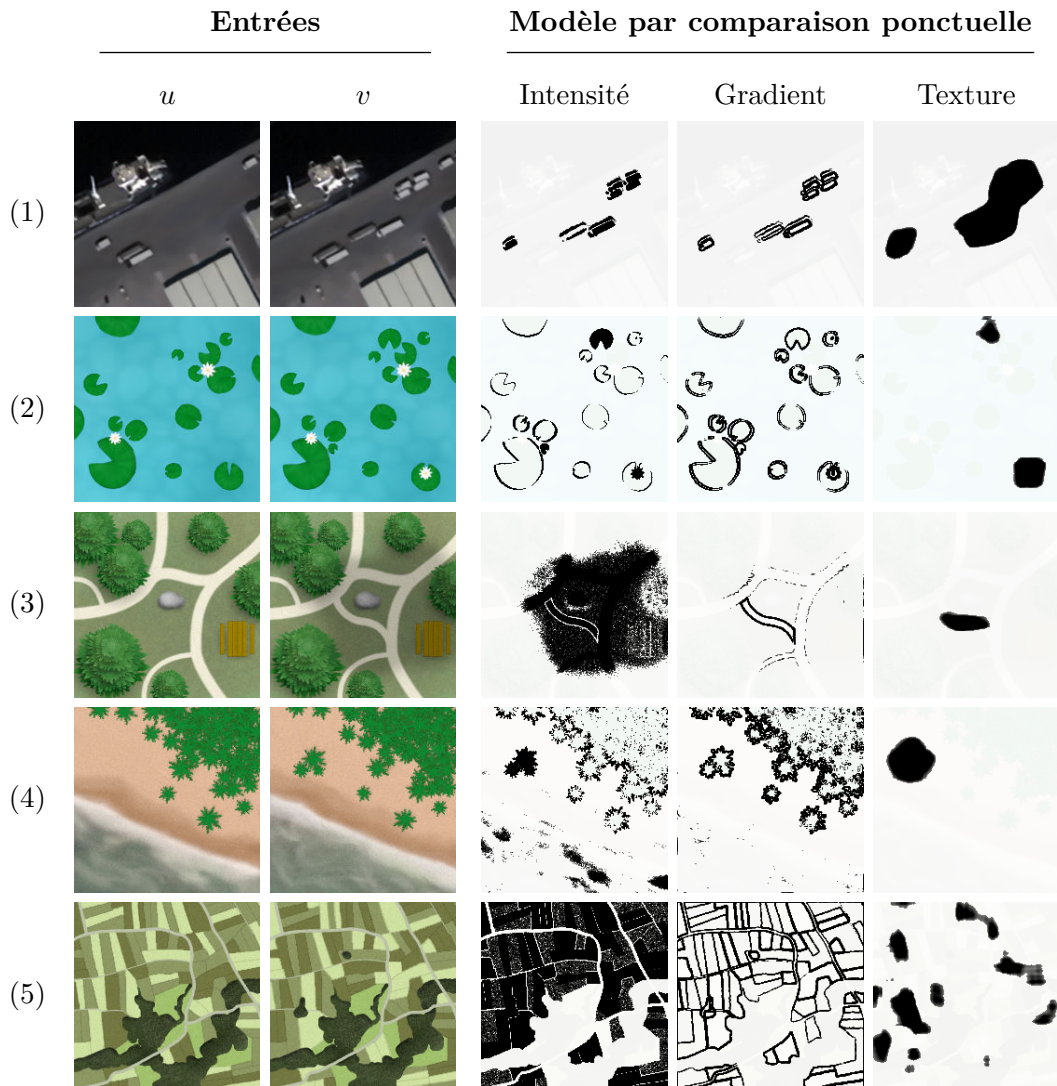 Entrées Modèle par comparaison ponctuelle
u v Intensité Gradient Texture
(1)
(2)
(3)
(4)
(5)